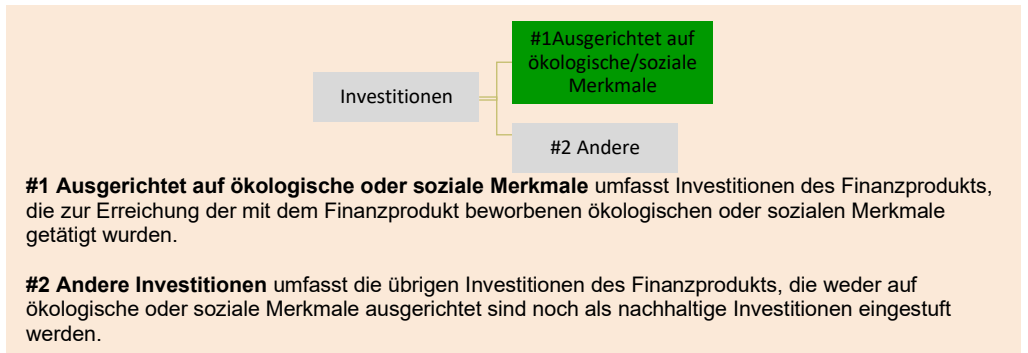 #1Ausgerichtet auf
ökologische/soziale
Merkmale
Investitionen
#2 Andere
#1 Ausgerichtet auf ökologische oder soziale Merkmale umfasst Investitionen des Finanzprodukts,
die zur Erreichung der mit dem Finanzprodukt beworbenen ökologischen oder sozialen Merkmale
getätigt wurden.
#2 Andere Investitionen umfasst die übrigen Investitionen des Finanzprodukts, die weder auf
ökologische oder soziale Merkmale ausgerichtet sind noch als nachhaltige Investitionen eingestuft
werden.